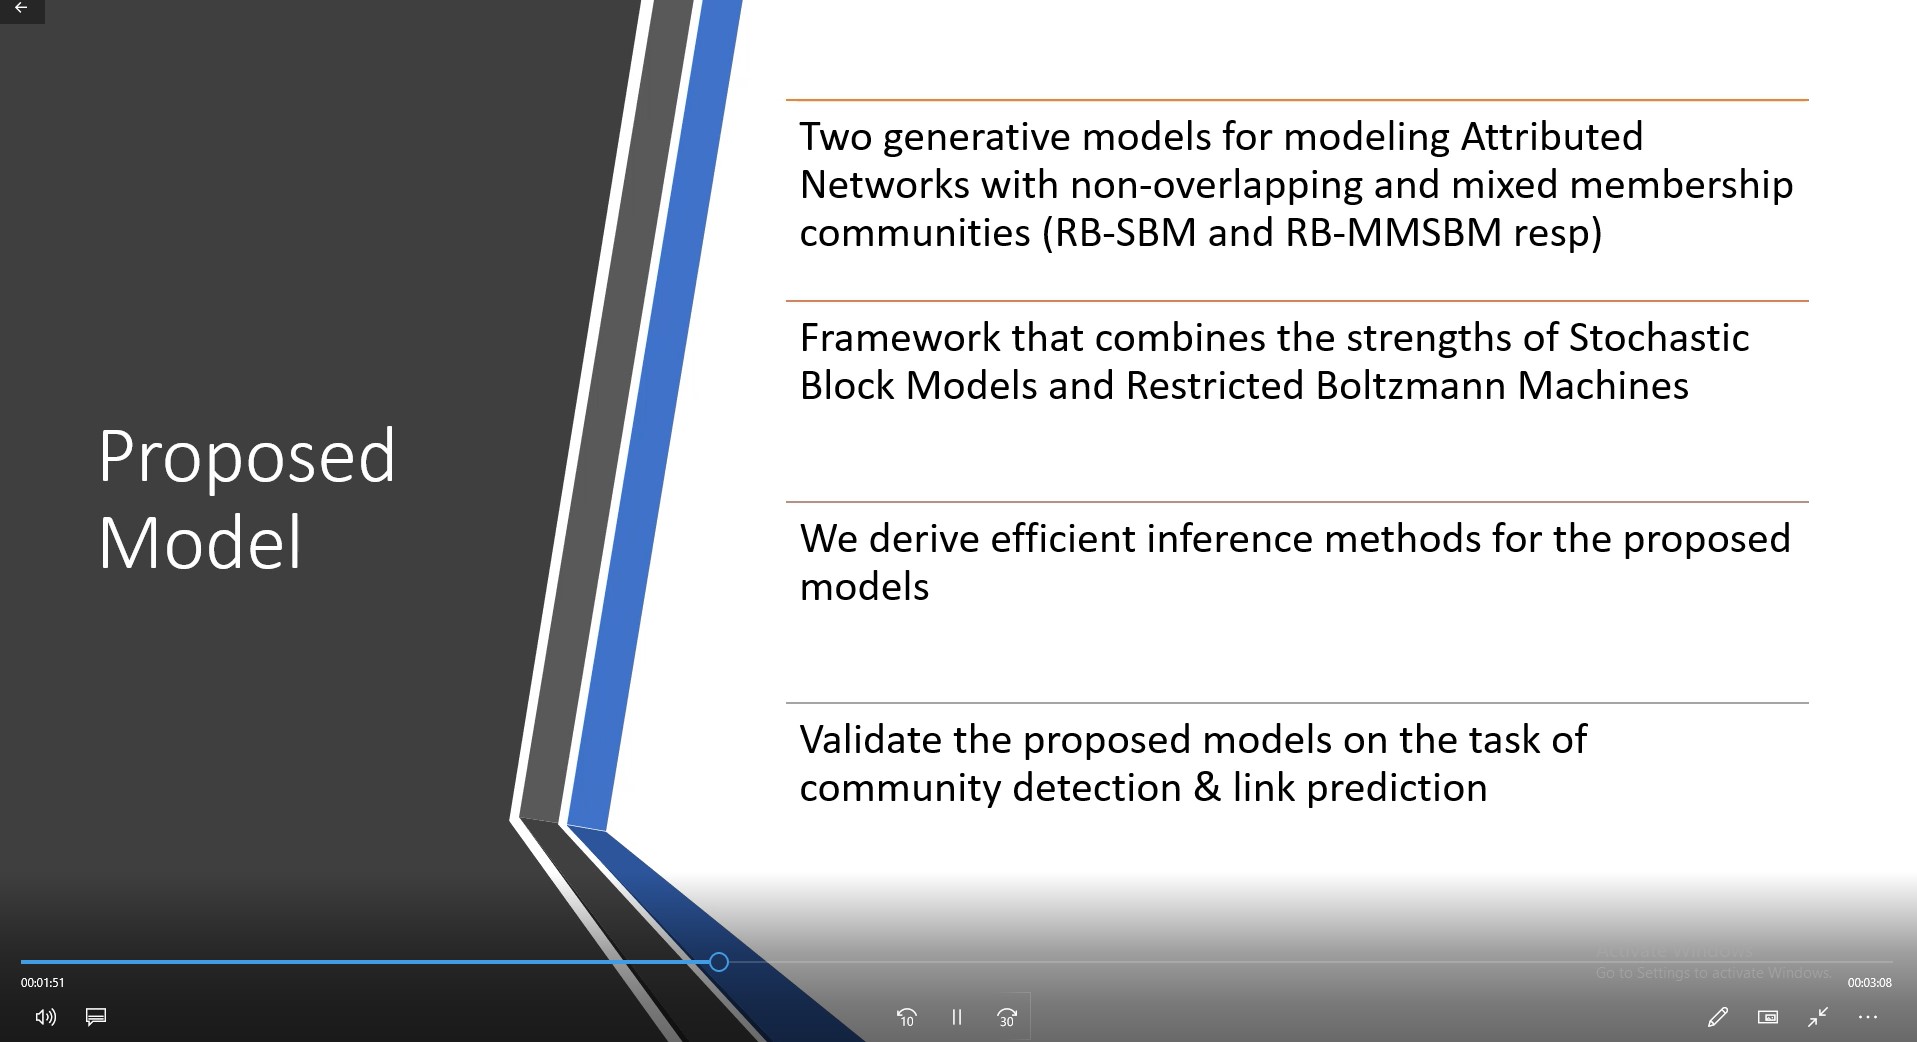 Proposed
Model
Two generative models for modeling Attributed
Networks with non-overlapping and mixed membership
communities (RB-SBM and RB-MMSBM resp)
Framework that combines the strengths of Stochastic
Block Models and Restricted Boltzmann Machines
We derive efficient inference methods for the proposed
models
Validate the proposed models on the task of
community detection & link prediction
Activate Windows
Go to Settings to activate Windows.
00:01:51
00:03:08
10
30